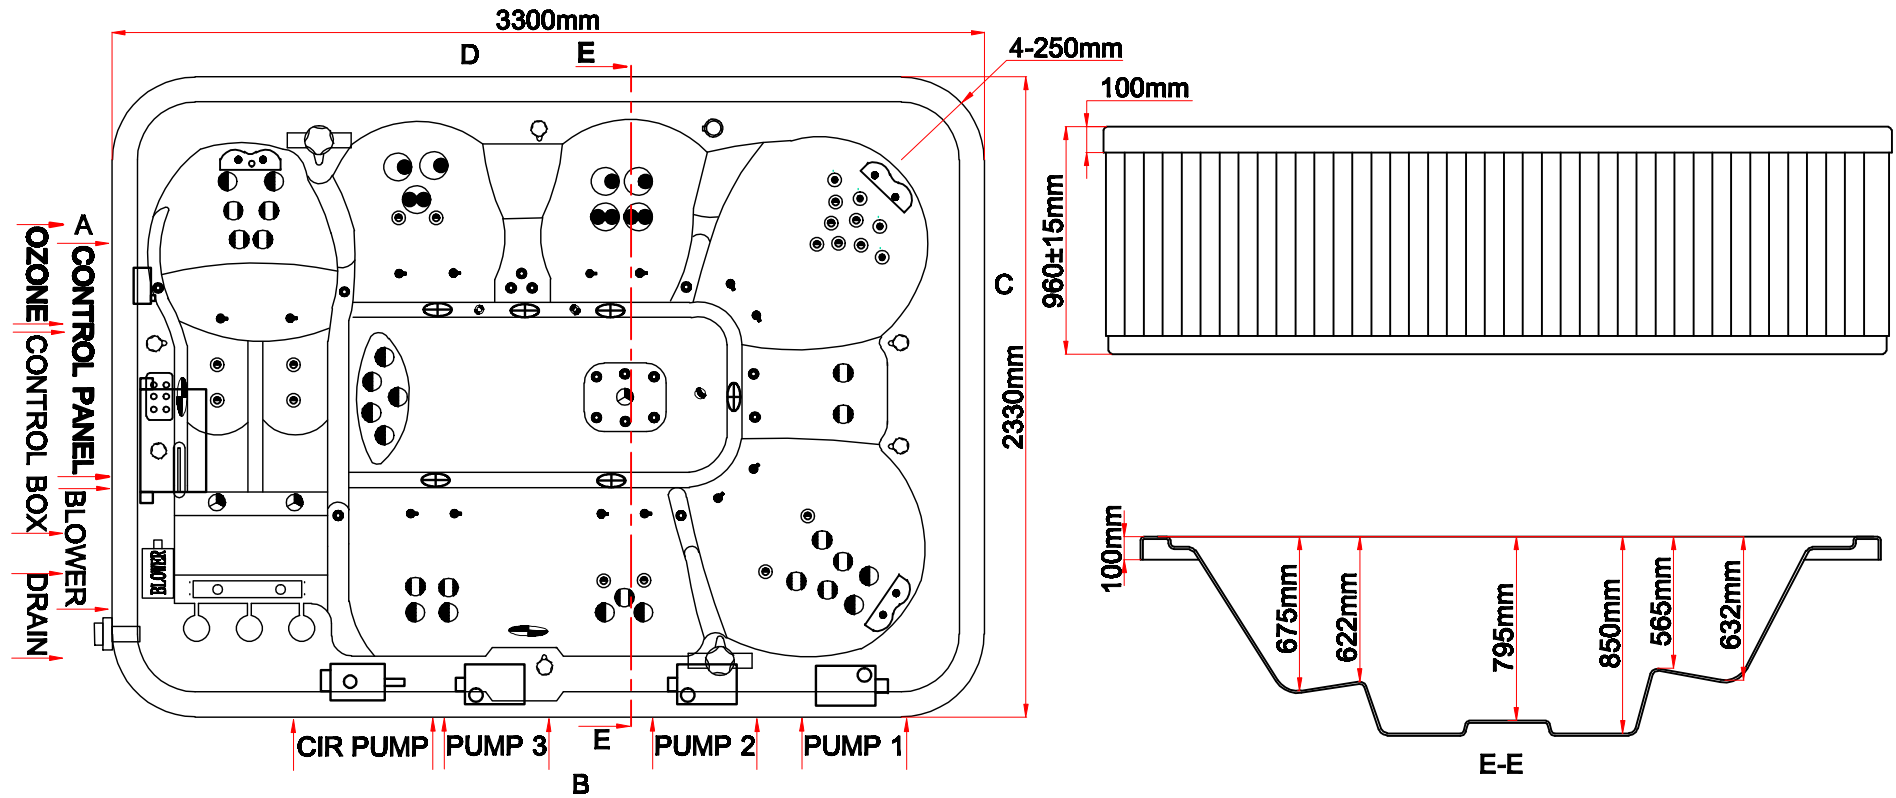 3300mm
D
E
4-250mm
100mm
A
OZONE
CONTROL PANEL
CONTROL BOX
BLOWER
DRAIN
BLOWER
C
2330mm
960±15mm
100mm
675mm
622mm
795mm
850mm
565mm
632mm
E-E
E
CIR PUMP
PUMP 3
PUMP 2
PUMP 1
B